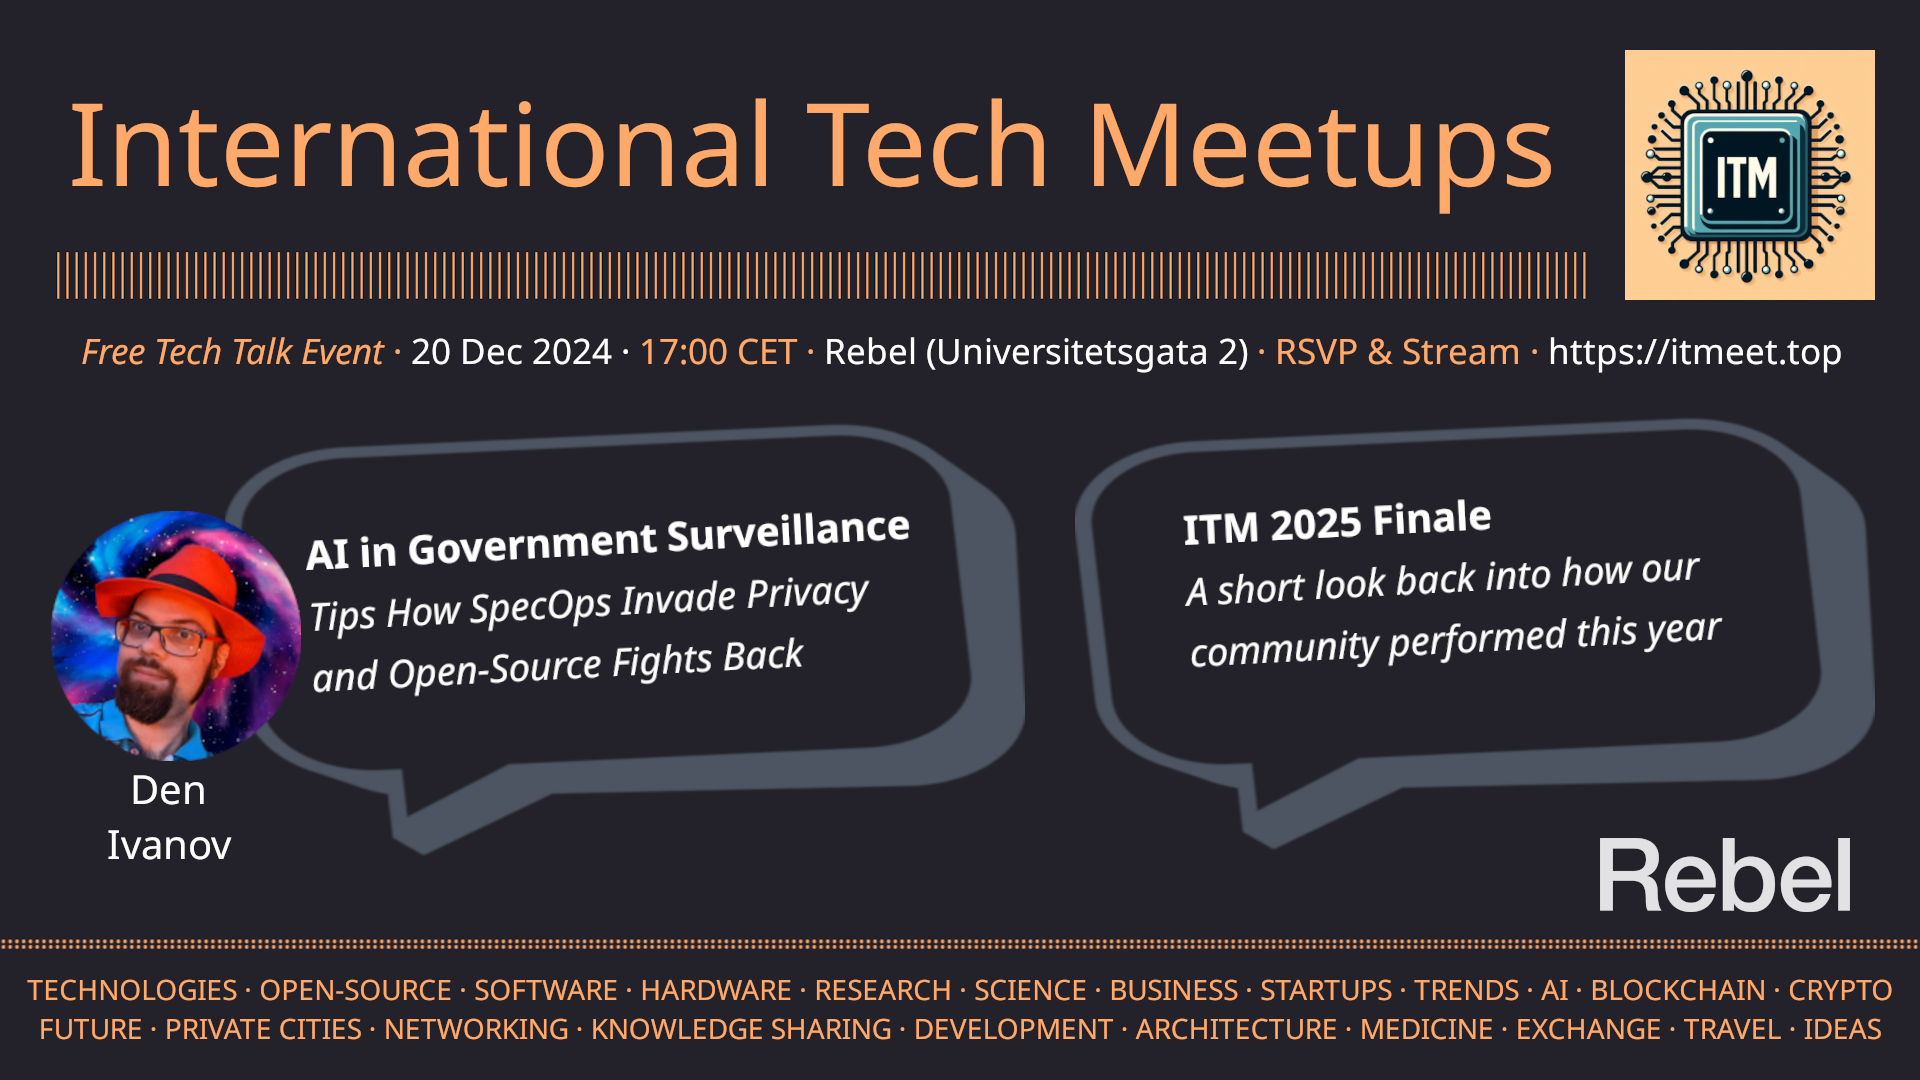 International Tech Meetups
ITM
Free Tech Talk Event · 20 Dec 2024 · 17:00 CET · Rebel (Universitetsgata 2) · RSVP & Stream · https://itmeet.top
AI in Government Surveillance
Tips How SpecOps Invade Privacy
and Open-Source Fights Back
Den
Ivanov
ITM 2025 Finale
A short look back into how our
community performed this year
Rebel
TECHNOLOGIES · OPEN-SOURCE · SOFTWARE · HARDWARE · RESEARCH · SCIENCE · BUSINESS · STARTUPS · TRENDS · AI · BLOCKCHAIN · CRYPTO
FUTURE · PRIVATE CITIES · NETWORKING · KNOWLEDGE SHARING · DEVELOPMENT · ARCHITECTURE · MEDICINE · EXCHANGE · TRAVEL · IDEAS